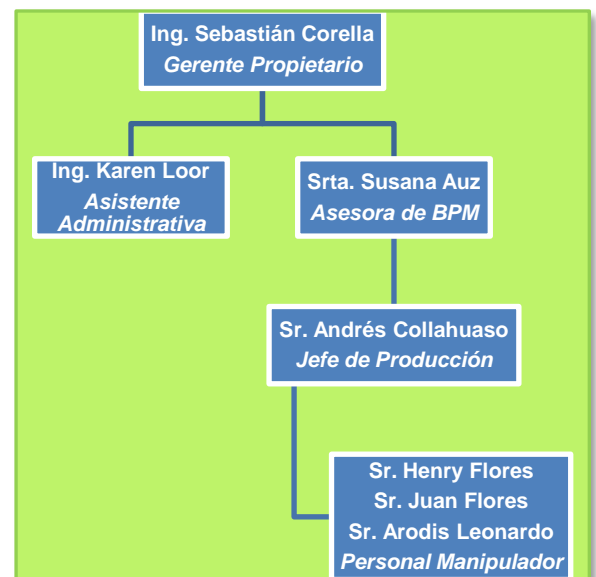 Ing. Sebastián Corella
Gerente Propietario
Ing. Karen Loor
Asistente
Administrativa
Srta. Susana Auz
Asesora de BPM
Sr. Andrés Collahuaso
Jefe de Producción
Sr. Henry Flores
Sr. Juan Flores
Sr. Arodis Leonardo
Personal Manipulador